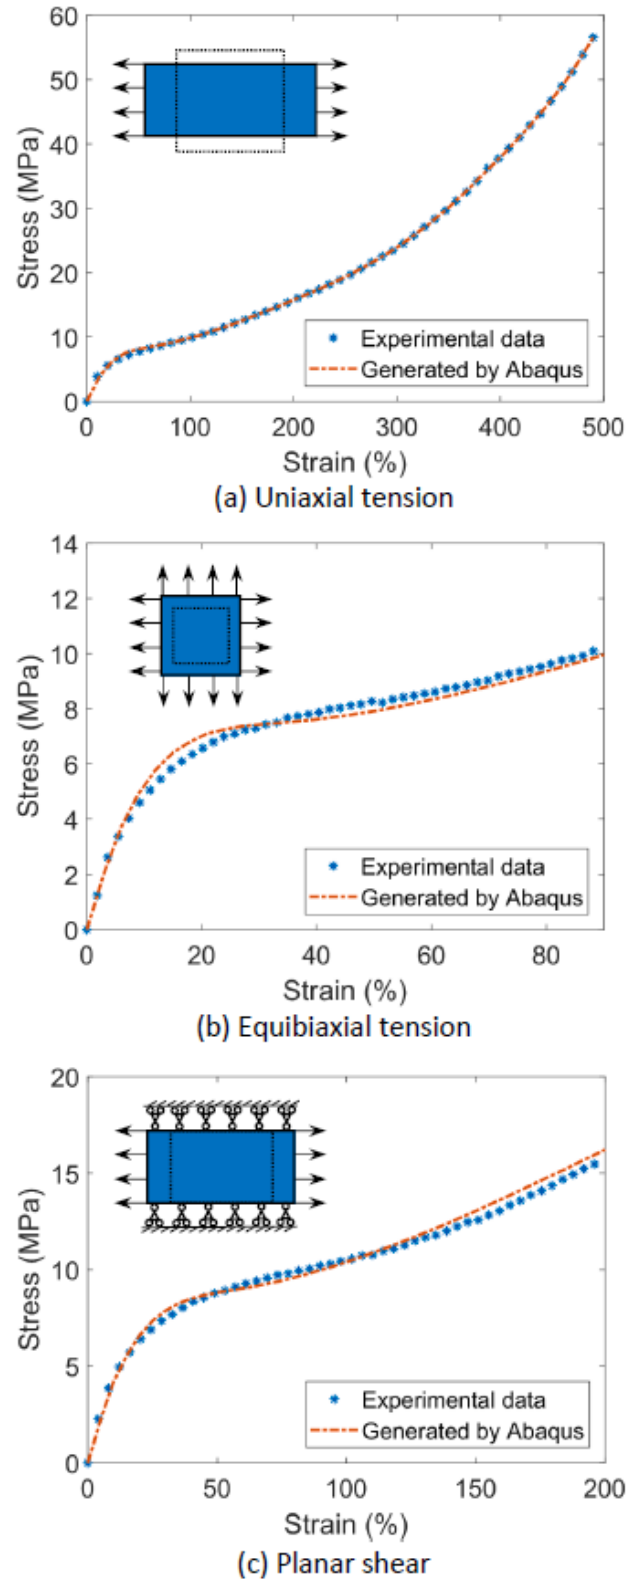 60
50
40
30
20
10
0
Stress (MPa)
Experimental data
Generated by Abaqus
0 100 200 300 400 500
Strain (%)
(a) Uniaxial tension
14
12
10
8
6
4
2
0
Stress (MPa)
Experimental data
Generated by Abaqus
0 20 40 60 80
Strain (%)
(b) Equibiaxial tension
20
15
10
5
0
Stress (MPa)
Experimental data
Generated by Abaqus
0 50 100 150 200
Strain (%)
(c) Planar shear